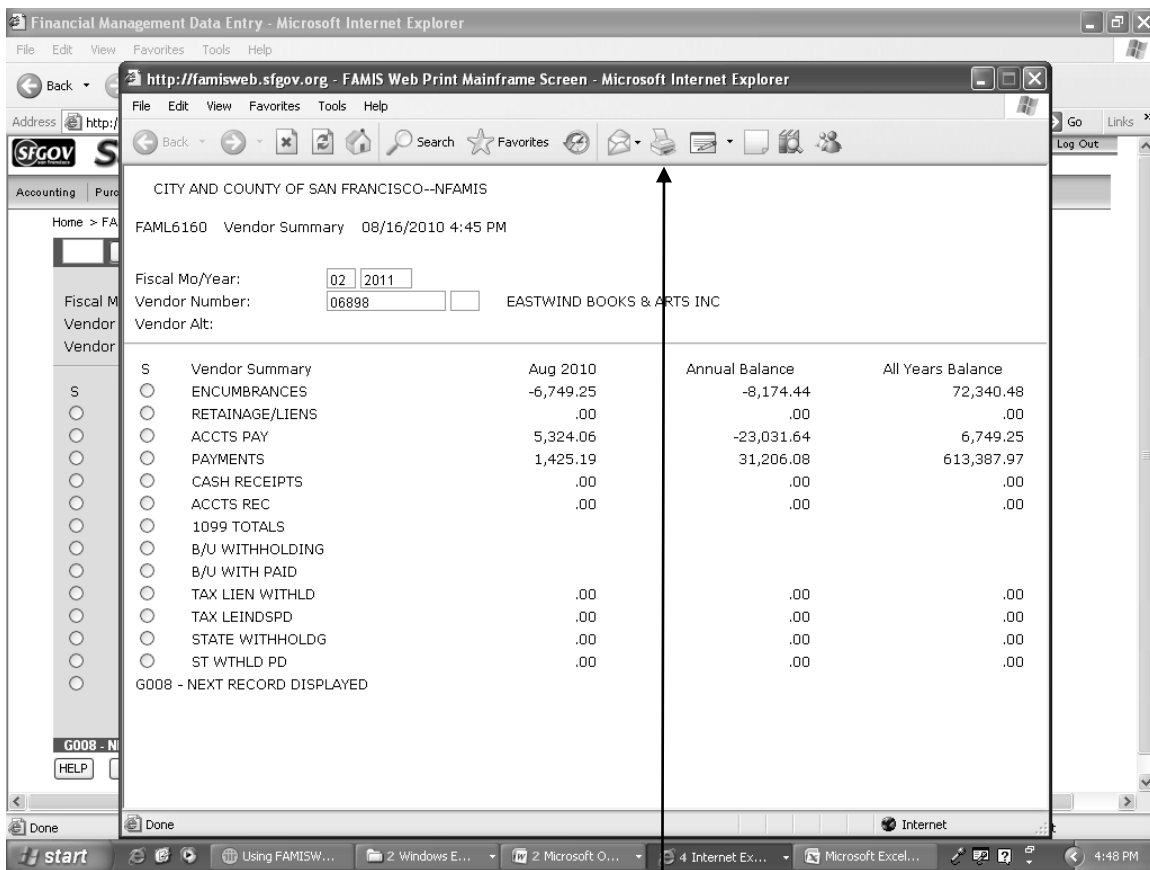 Financial Management Data Entry - Microsoft Internet Explorer
File Edit View Favorites Tools Help
Back
Address http:/
Go Links »
SFGOV S
Log Out
Accounting Purc
Home > FA
Fiscal M
Vendor
Vendor
S
G008 - N
HELP
Done
http://famisweb.sfgov.org - FAMIS Web Print Mainframe Screen - Microsoft Internet Explorer
File Edit View Favorites Tools Help
Back Search Favorites
CITY AND COUNTY OF SAN FRANCISCO--NFAMIS
FAML6160 Vendor Summary 08/16/2010 4:45 PM
Fiscal Mo/Year: 02 2011
Vendor Number: 06898 EASTWIND BOOKS & ARTS INC
Vendor Alt:
S Vendor Summary Aug 2010 Annual Balance All Years Balance
ENCUMBRANCES -6,749.25 -8,174.44 72,340.48
RETAINAGE/LIENS .00 .00 .00
ACCTS PAY 5,324.06 -23,031.64 6,749.25
PAYMENTS 1,425.19 31,206.08 613,387.97
CASH RECEIPTS .00 .00 .00
ACCTS REC .00 .00 .00
1099 TOTALS
B/U WITHHOLDING
B/U WITH PAID
TAX LIEN WITHLD .00 .00 .00
TAX LEINDSPD .00 .00 .00
STATE WITHHOLDG .00 .00 .00
ST WTHLD PD .00 .00 .00
G008 - NEXT RECORD DISPLAYED
Done Internet
start Using FAMISW... 2 Windows E... 2 Microsoft O... 4 Internet Ex... Microsoft Excel... 4:48 PM